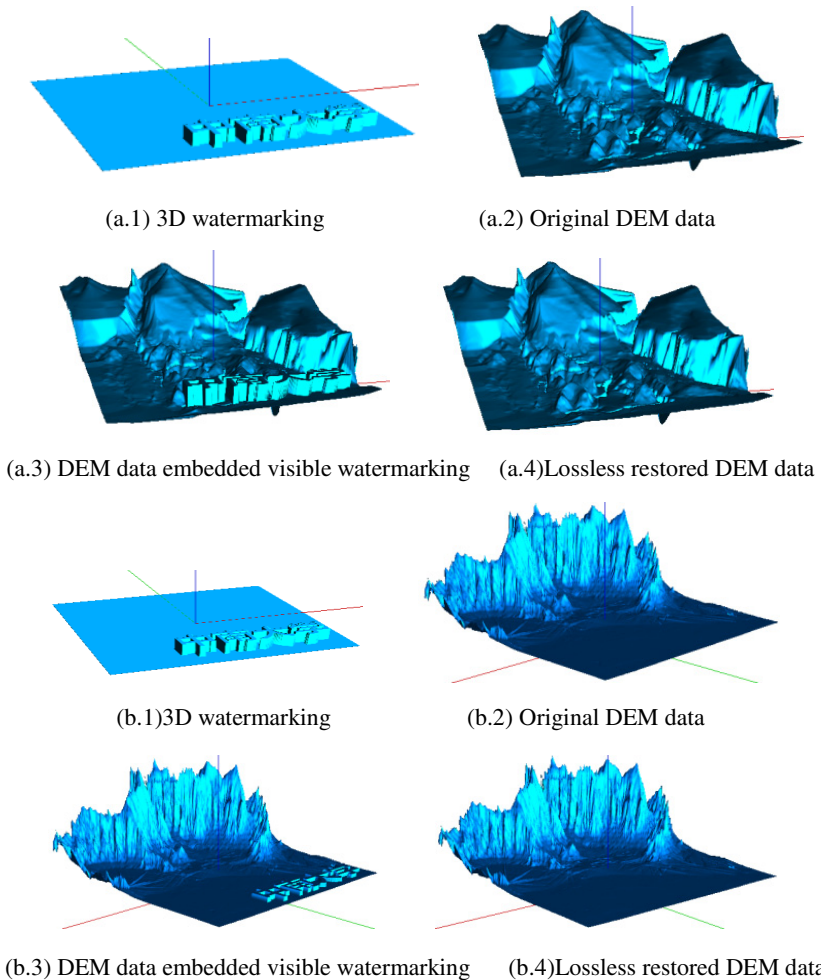 (a.1) 3D watermarking
(a.2) Original DEM data
(a.3) DEM data embedded visible watermarking
(a.4)Lossless restored DEM data
(b.1)3D watermarking
(b.2) Original DEM data
(b.3) DEM data embedded visible watermarking
(b.4)Lossless restored DEM data